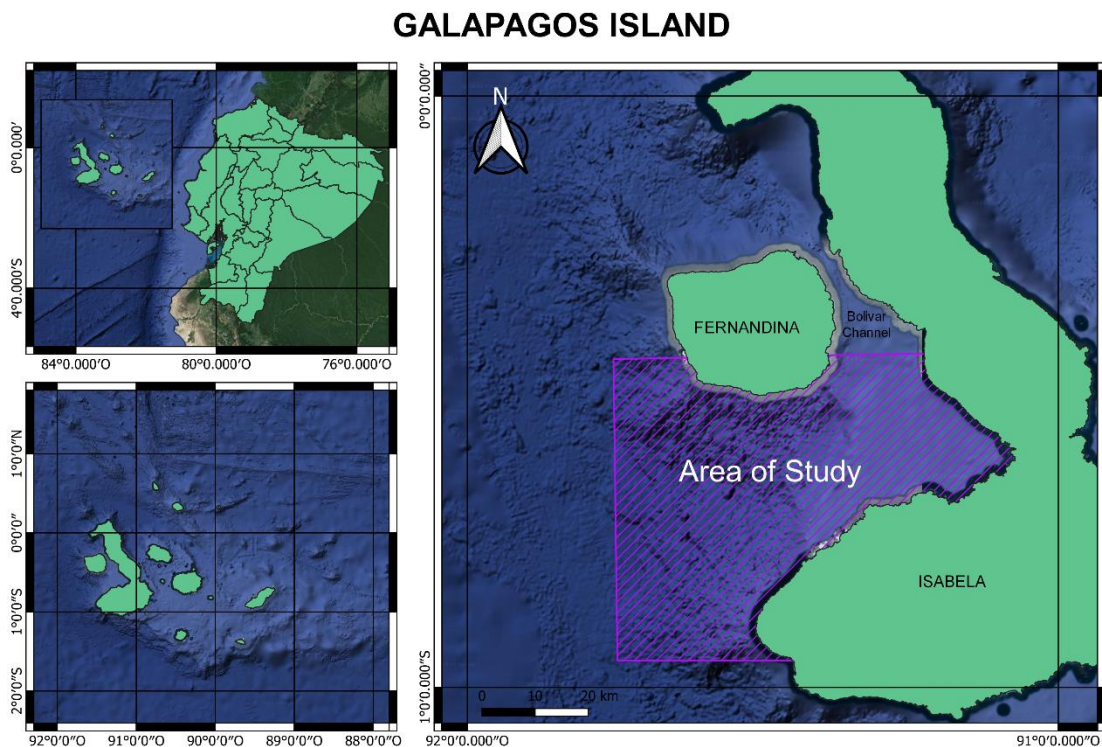 GALAPAGOS ISLAND
0°0.000'
4°0.000'S
84°0.000'O 80°0.000'O 76°0.000'O
1°0'0"N
0°0'0"
1°0'0"S
2°0'0"S
92°0'0"O 91°0'0"O 90°0'0"O 89°0'0"O 88°0'0"O
N
0°0'0.000"
FERNANDINA
Bolivar
Channel
Area of Study
ISABELA
0 10 20 km
1°0'0.000"S
92°0'0.000"O 91°0'0.000"O